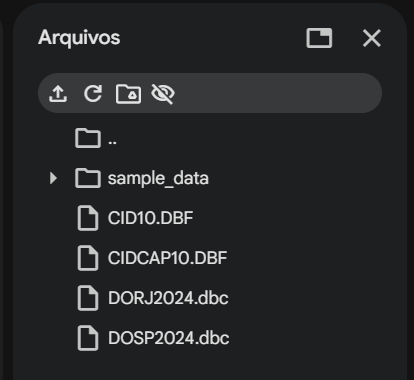 Arquivos
..
sample_data
CID10.DBF
CIDCAP10.DBF
DORJ2024.dbc
DOSP2024.dbc